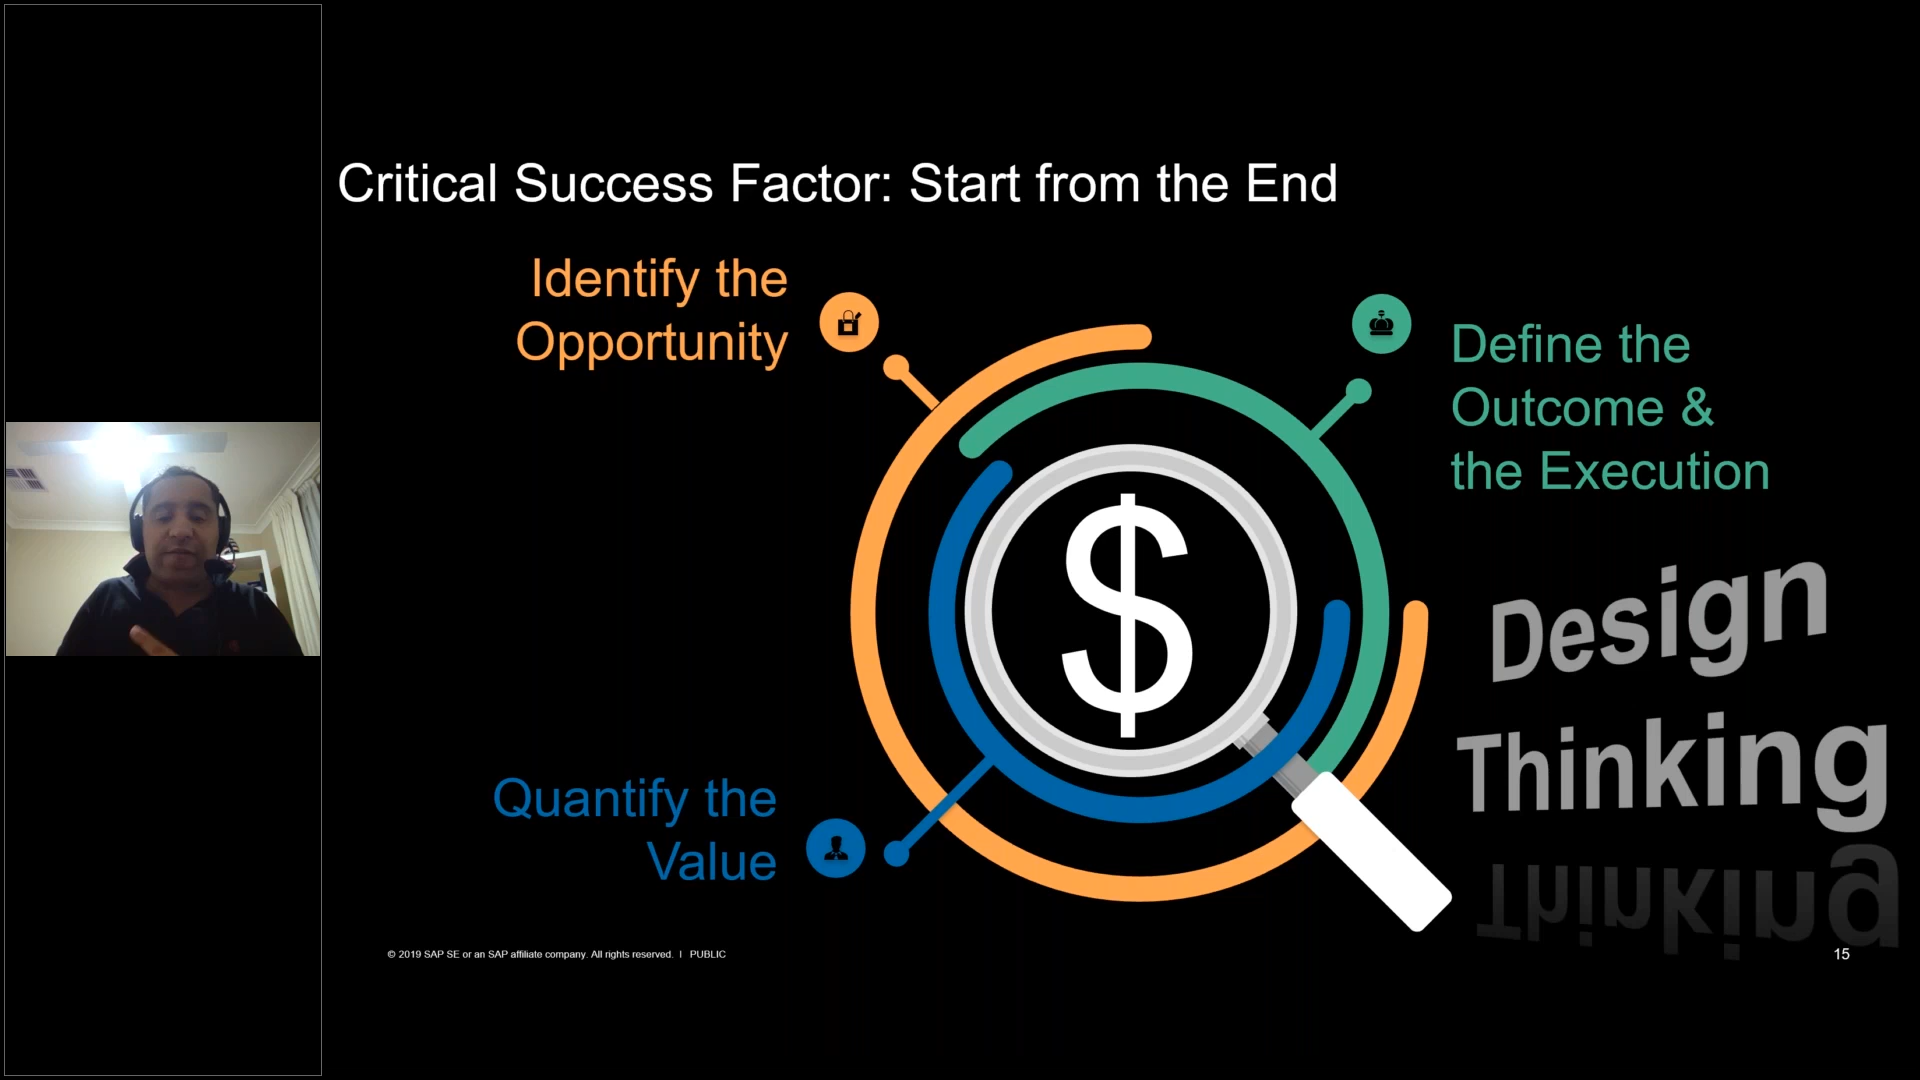 Critical Success Factor: Start from the End
Identify the
Opportunity
Define the
Outcome &
the Execution
$
Design
Thinking
Thinking
Quantify the
Value
© 2019 SAP SE or an SAP affiliate company. All rights reserved. I PUBLIC
15